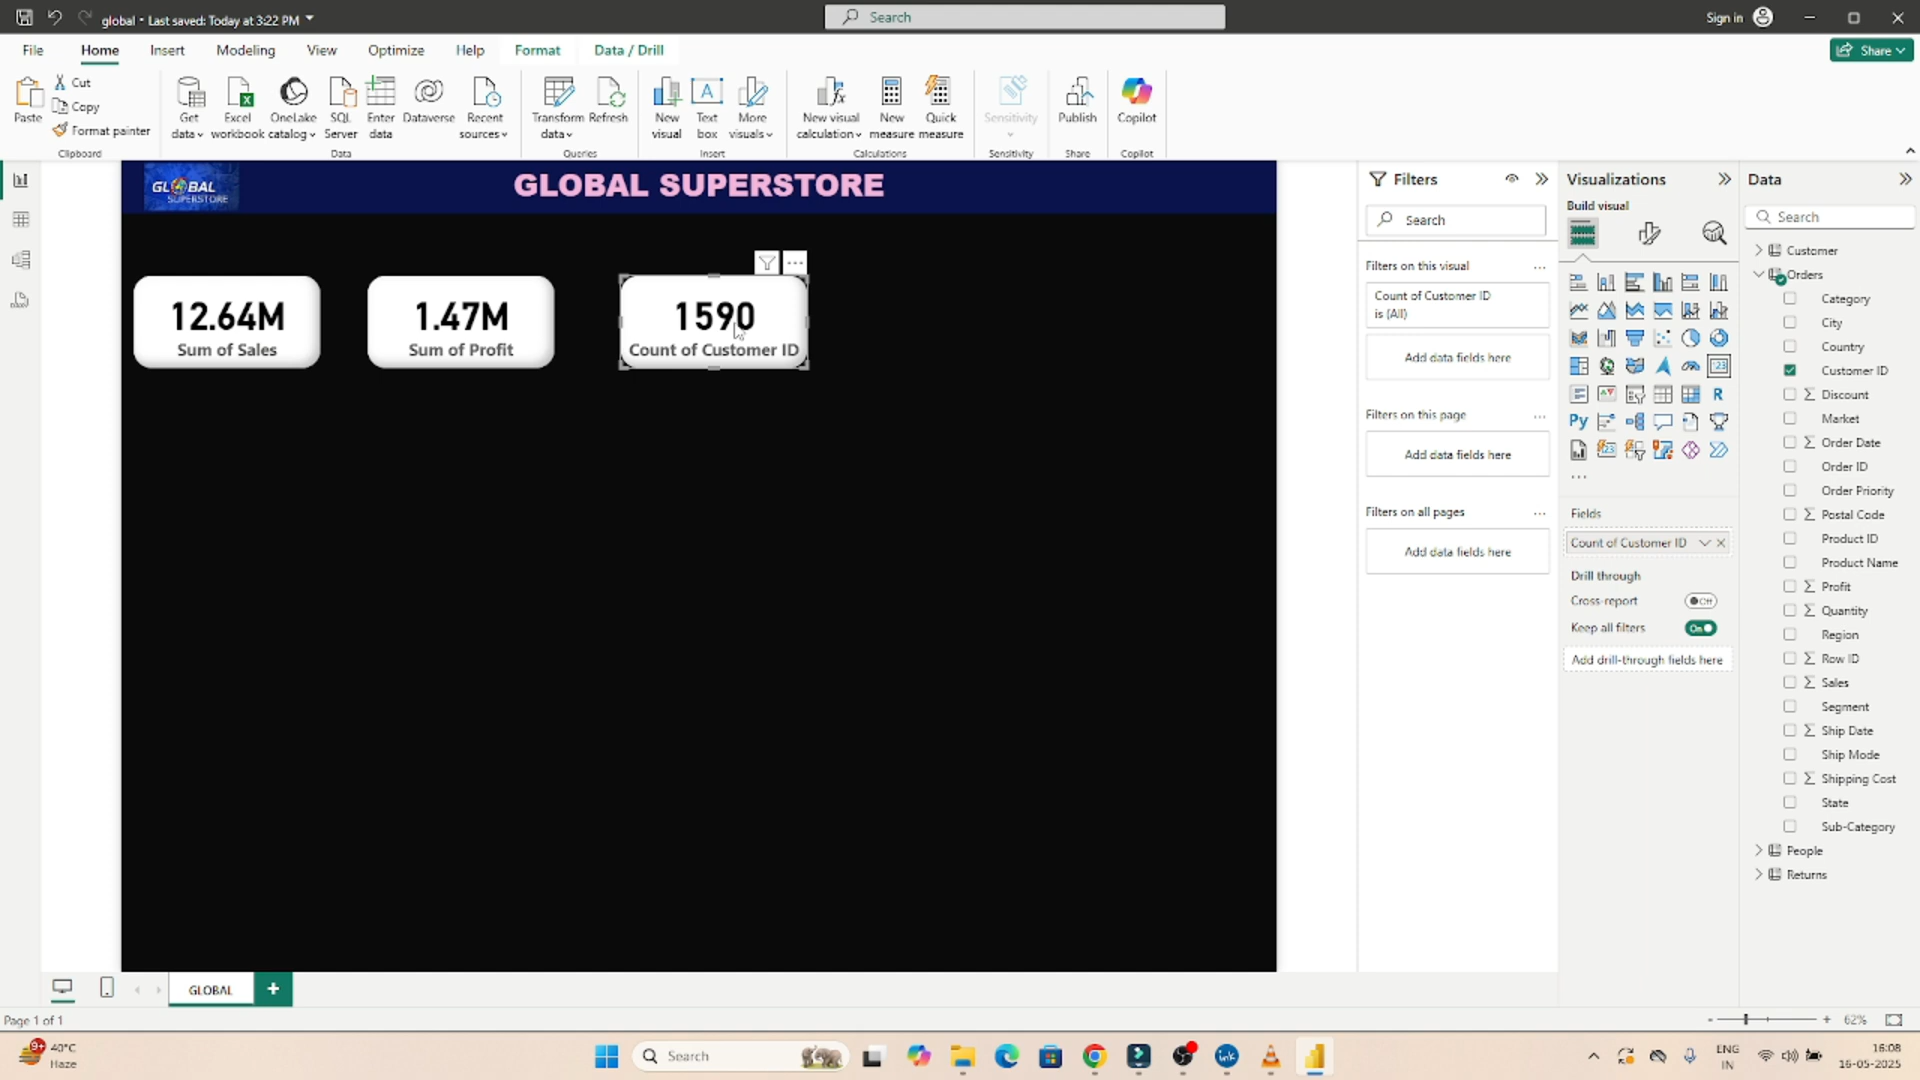 global • Last saved: Today at 3:22 PM
Search
Sign in
File Home Insert Modeling View Optimize Help Format Data / Drill
Share
Paste
Cut
Copy
Format painter
Clipboard
Get data
Excel workbook
OneLake catalog
SQL Server
Enter data
Dataverse
Recent sources
Data
Transform data
Refresh
Queries
New visual
Text box
More visuals
Insert
New visual calculation
New measure
Quick measure
Calculations
Sensitivity
Sensitivity
Publish
Share
Copilot
Copilot
GLOBAL SUPERSTORE
GLOBAL SUPERSTORE
12.64M
Sum of Sales
1.47M
Sum of Profit
1590
Count of Customer ID
Filters
Search
Filters on this visual
Count of Customer ID
is (All)
Add data fields here
Filters on this page
Add data fields here
Filters on all pages
Add data fields here
Visualizations
Build visual
R
Py
Fields
Count of Customer ID
Drill through
Cross-report Off
Keep all filters On
Add drill-through fields here
Data
Search
Customer
Orders
Category
City
Country
Customer ID
Discount
Market
Order Date
Order ID
Order Priority
Postal Code
Product ID
Product Name
Profit
Quantity
Region
Row ID
Sales
Segment
Ship Date
Ship Mode
Shipping Cost
State
Sub-Category
People
Returns
GLOBAL
Page 1 of 1
62%
40°C
Haze
Search
ENG
IN
16:08
16-05-2025